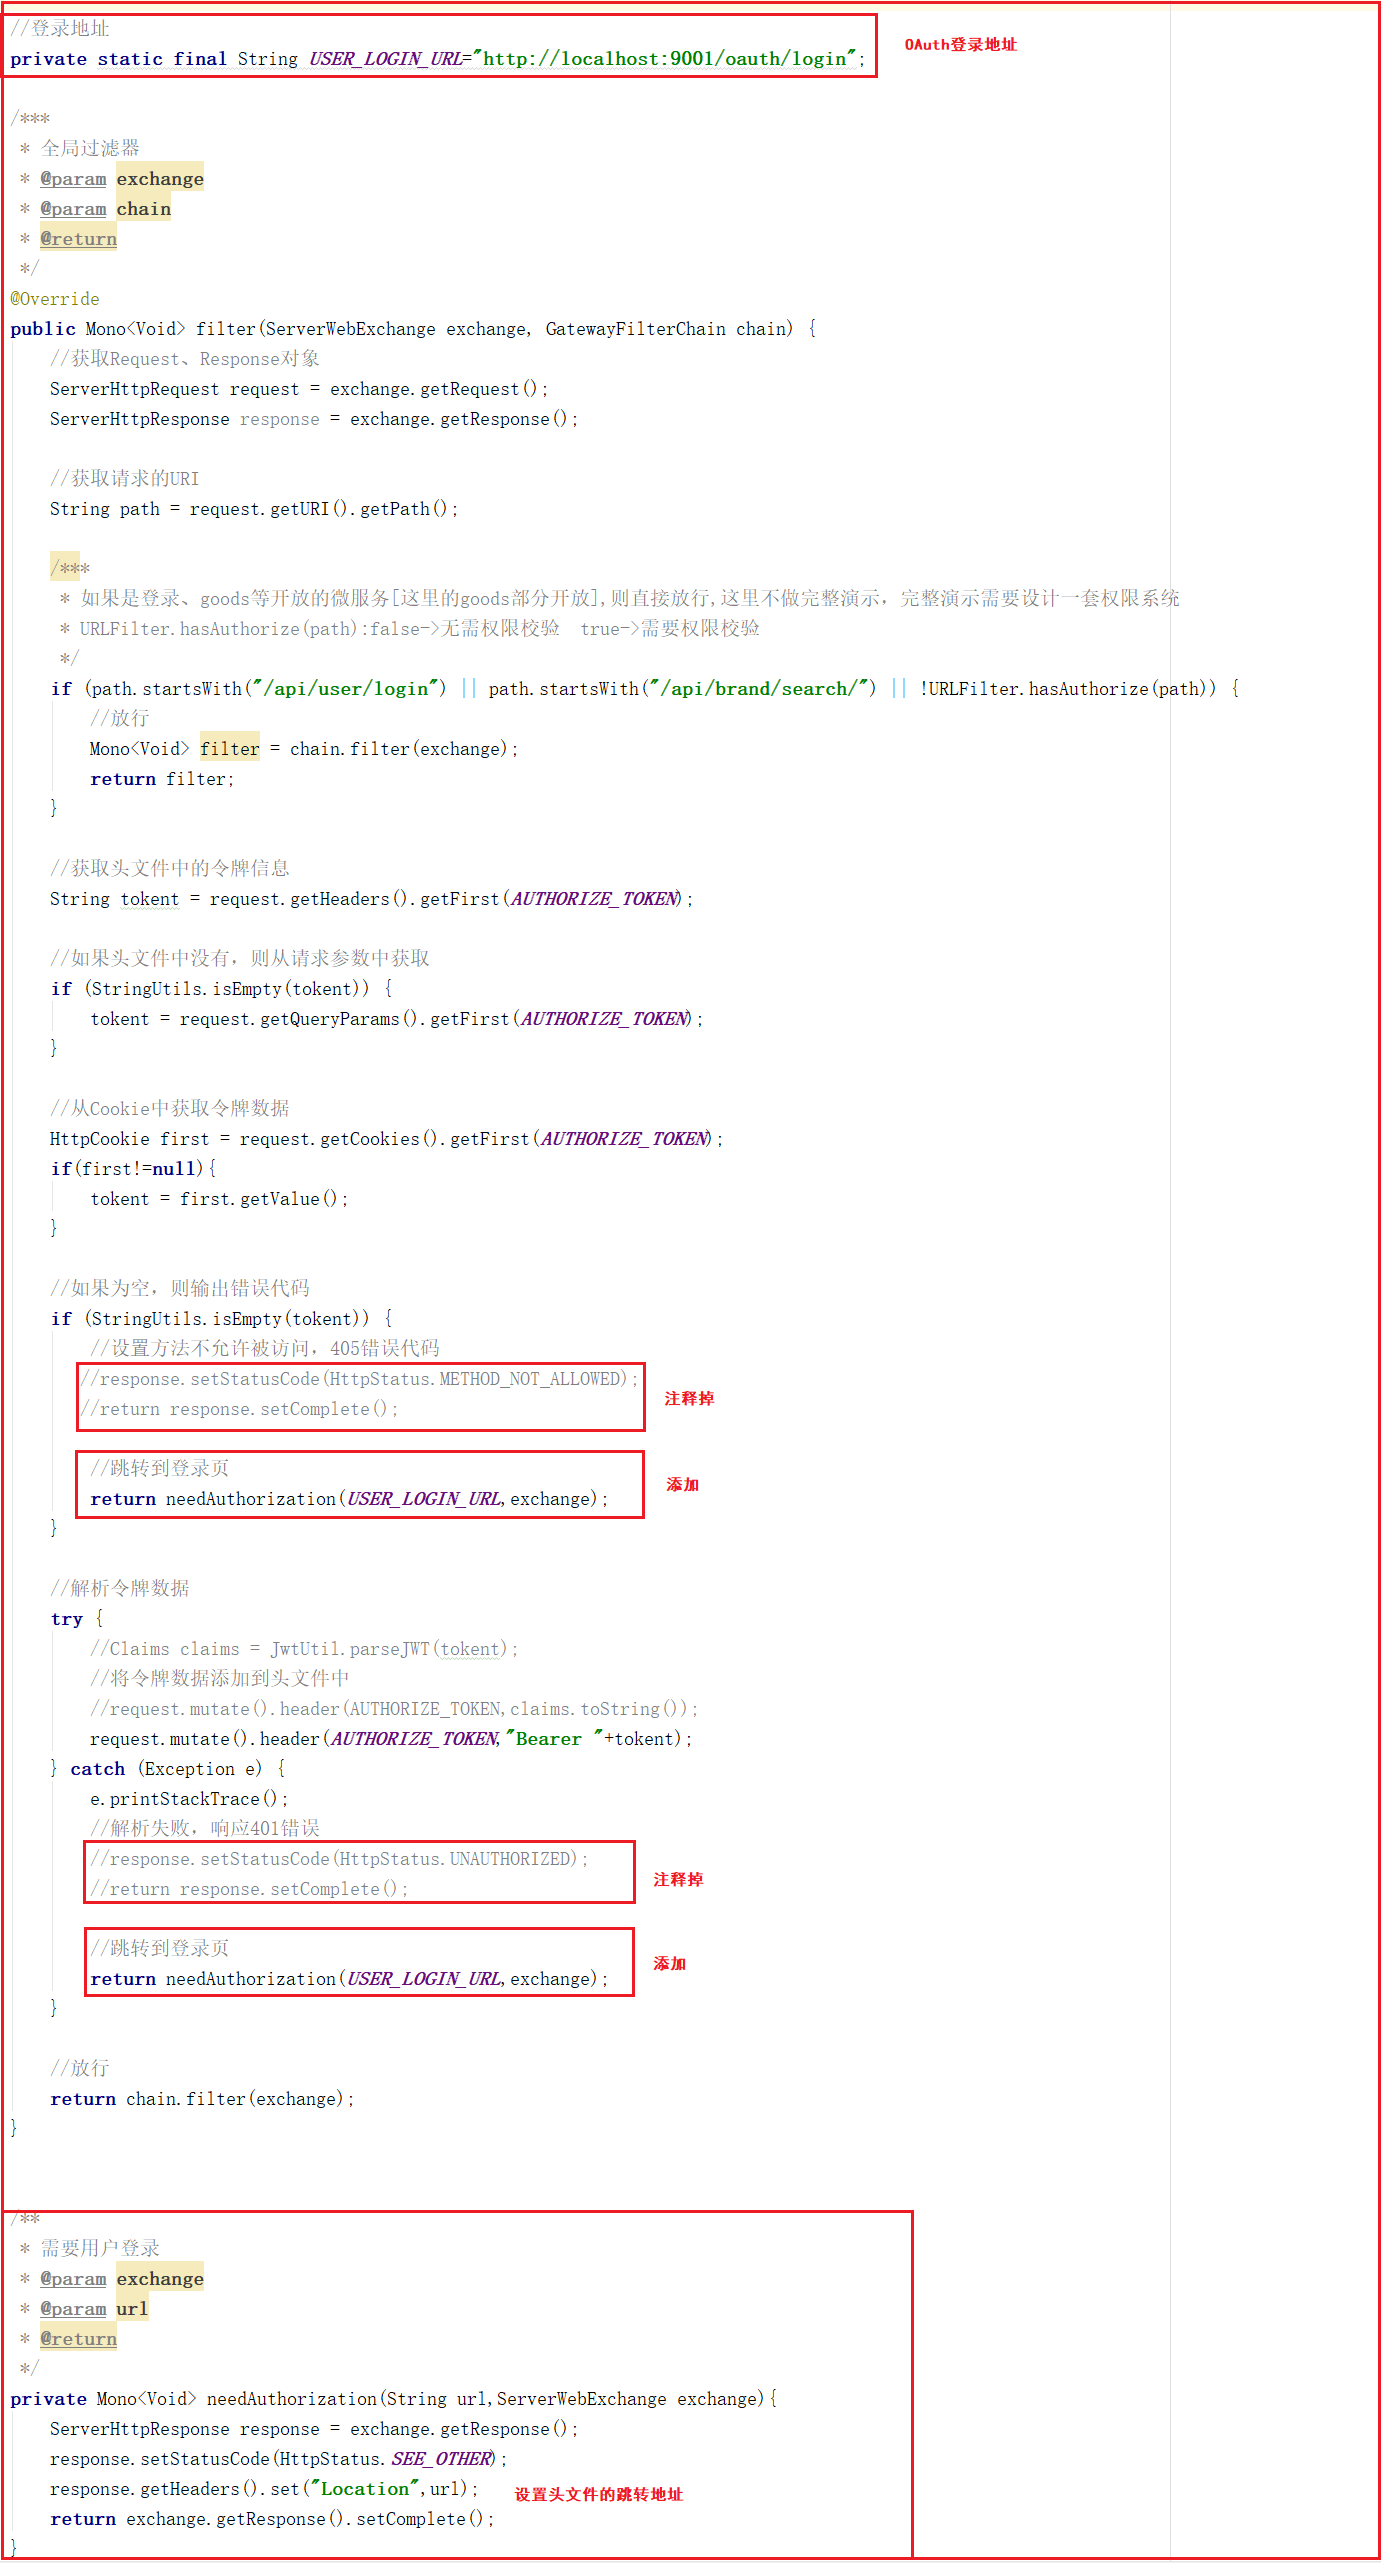 //登录地址
private static final String USER_LOGIN_URL="http://localhost:9001/oauth/login";
OAuth登录地址
/***
* 全局过滤器
* @param exchange
* @param chain
* @return
*/
@Override
public Mono<Void> filter(ServerWebExchange exchange, GatewayFilterChain chain) {
//获取Request、Response对象
ServerHttpRequest request = exchange.getRequest();
ServerHttpResponse response = exchange.getResponse();
//获取请求的URI
String path = request.getURI().getPath();
/***
* 如果是登录、goods等开放的微服务[这里的goods部分开放],则直接放行,这里不做完整演示，完整演示需要设计一套权限系统
* URLFilter.hasAuthorize(path):false->无需权限校验  true->需要权限校验
*/
if (path.startsWith("/api/user/login") || path.startsWith("/api/brand/search/") || !URLFilter.hasAuthorize(path)) {
//放行
Mono<Void> filter = chain.filter(exchange);
return filter;
}
//获取头文件中的令牌信息
String tokent = request.getHeaders().getFirst(AUTHORIZE_TOKEN);
//如果头文件中没有，则从请求参数中获取
if (StringUtils.isEmpty(tokent)) {
tokent = request.getQueryParams().getFirst(AUTHORIZE_TOKEN);
}
//从Cookie中获取令牌数据
HttpCookie first = request.getCookies().getFirst(AUTHORIZE_TOKEN);
if(first!=null){
tokent = first.getValue();
}
//如果为空，则输出错误代码
if (StringUtils.isEmpty(tokent)) {
//设置方法不允许被访问，405错误代码
//response.setStatusCode(HttpStatus.METHOD_NOT_ALLOWED);
//return response.setComplete();
注释掉
//跳转到登录页
return needAuthorization(USER_LOGIN_URL,exchange);
添加
}
//解析令牌数据
try {
//Claims claims = JwtUtil.parseJWT(tokent);
//将令牌数据添加到头文件中
//request.mutate().header(AUTHORIZE_TOKEN,claims.toString());
request.mutate().header(AUTHORIZE_TOKEN,"Bearer "+tokent);
} catch (Exception e) {
e.printStackTrace();
//解析失败，响应401错误
//response.setStatusCode(HttpStatus.UNAUTHORIZED);
//return response.setComplete();
注释掉
//跳转到登录页
return needAuthorization(USER_LOGIN_URL,exchange);
添加
}
//放行
return chain.filter(exchange);
}
/**
* 需要用户登录
* @param exchange
* @param url
* @return
*/
private Mono<Void> needAuthorization(String url,ServerWebExchange exchange){
ServerHttpResponse response = exchange.getResponse();
response.setStatusCode(HttpStatus.SEE_OTHER);
response.getHeaders().set("Location",url);
设置头文件的跳转地址
return exchange.getResponse().setComplete();
}